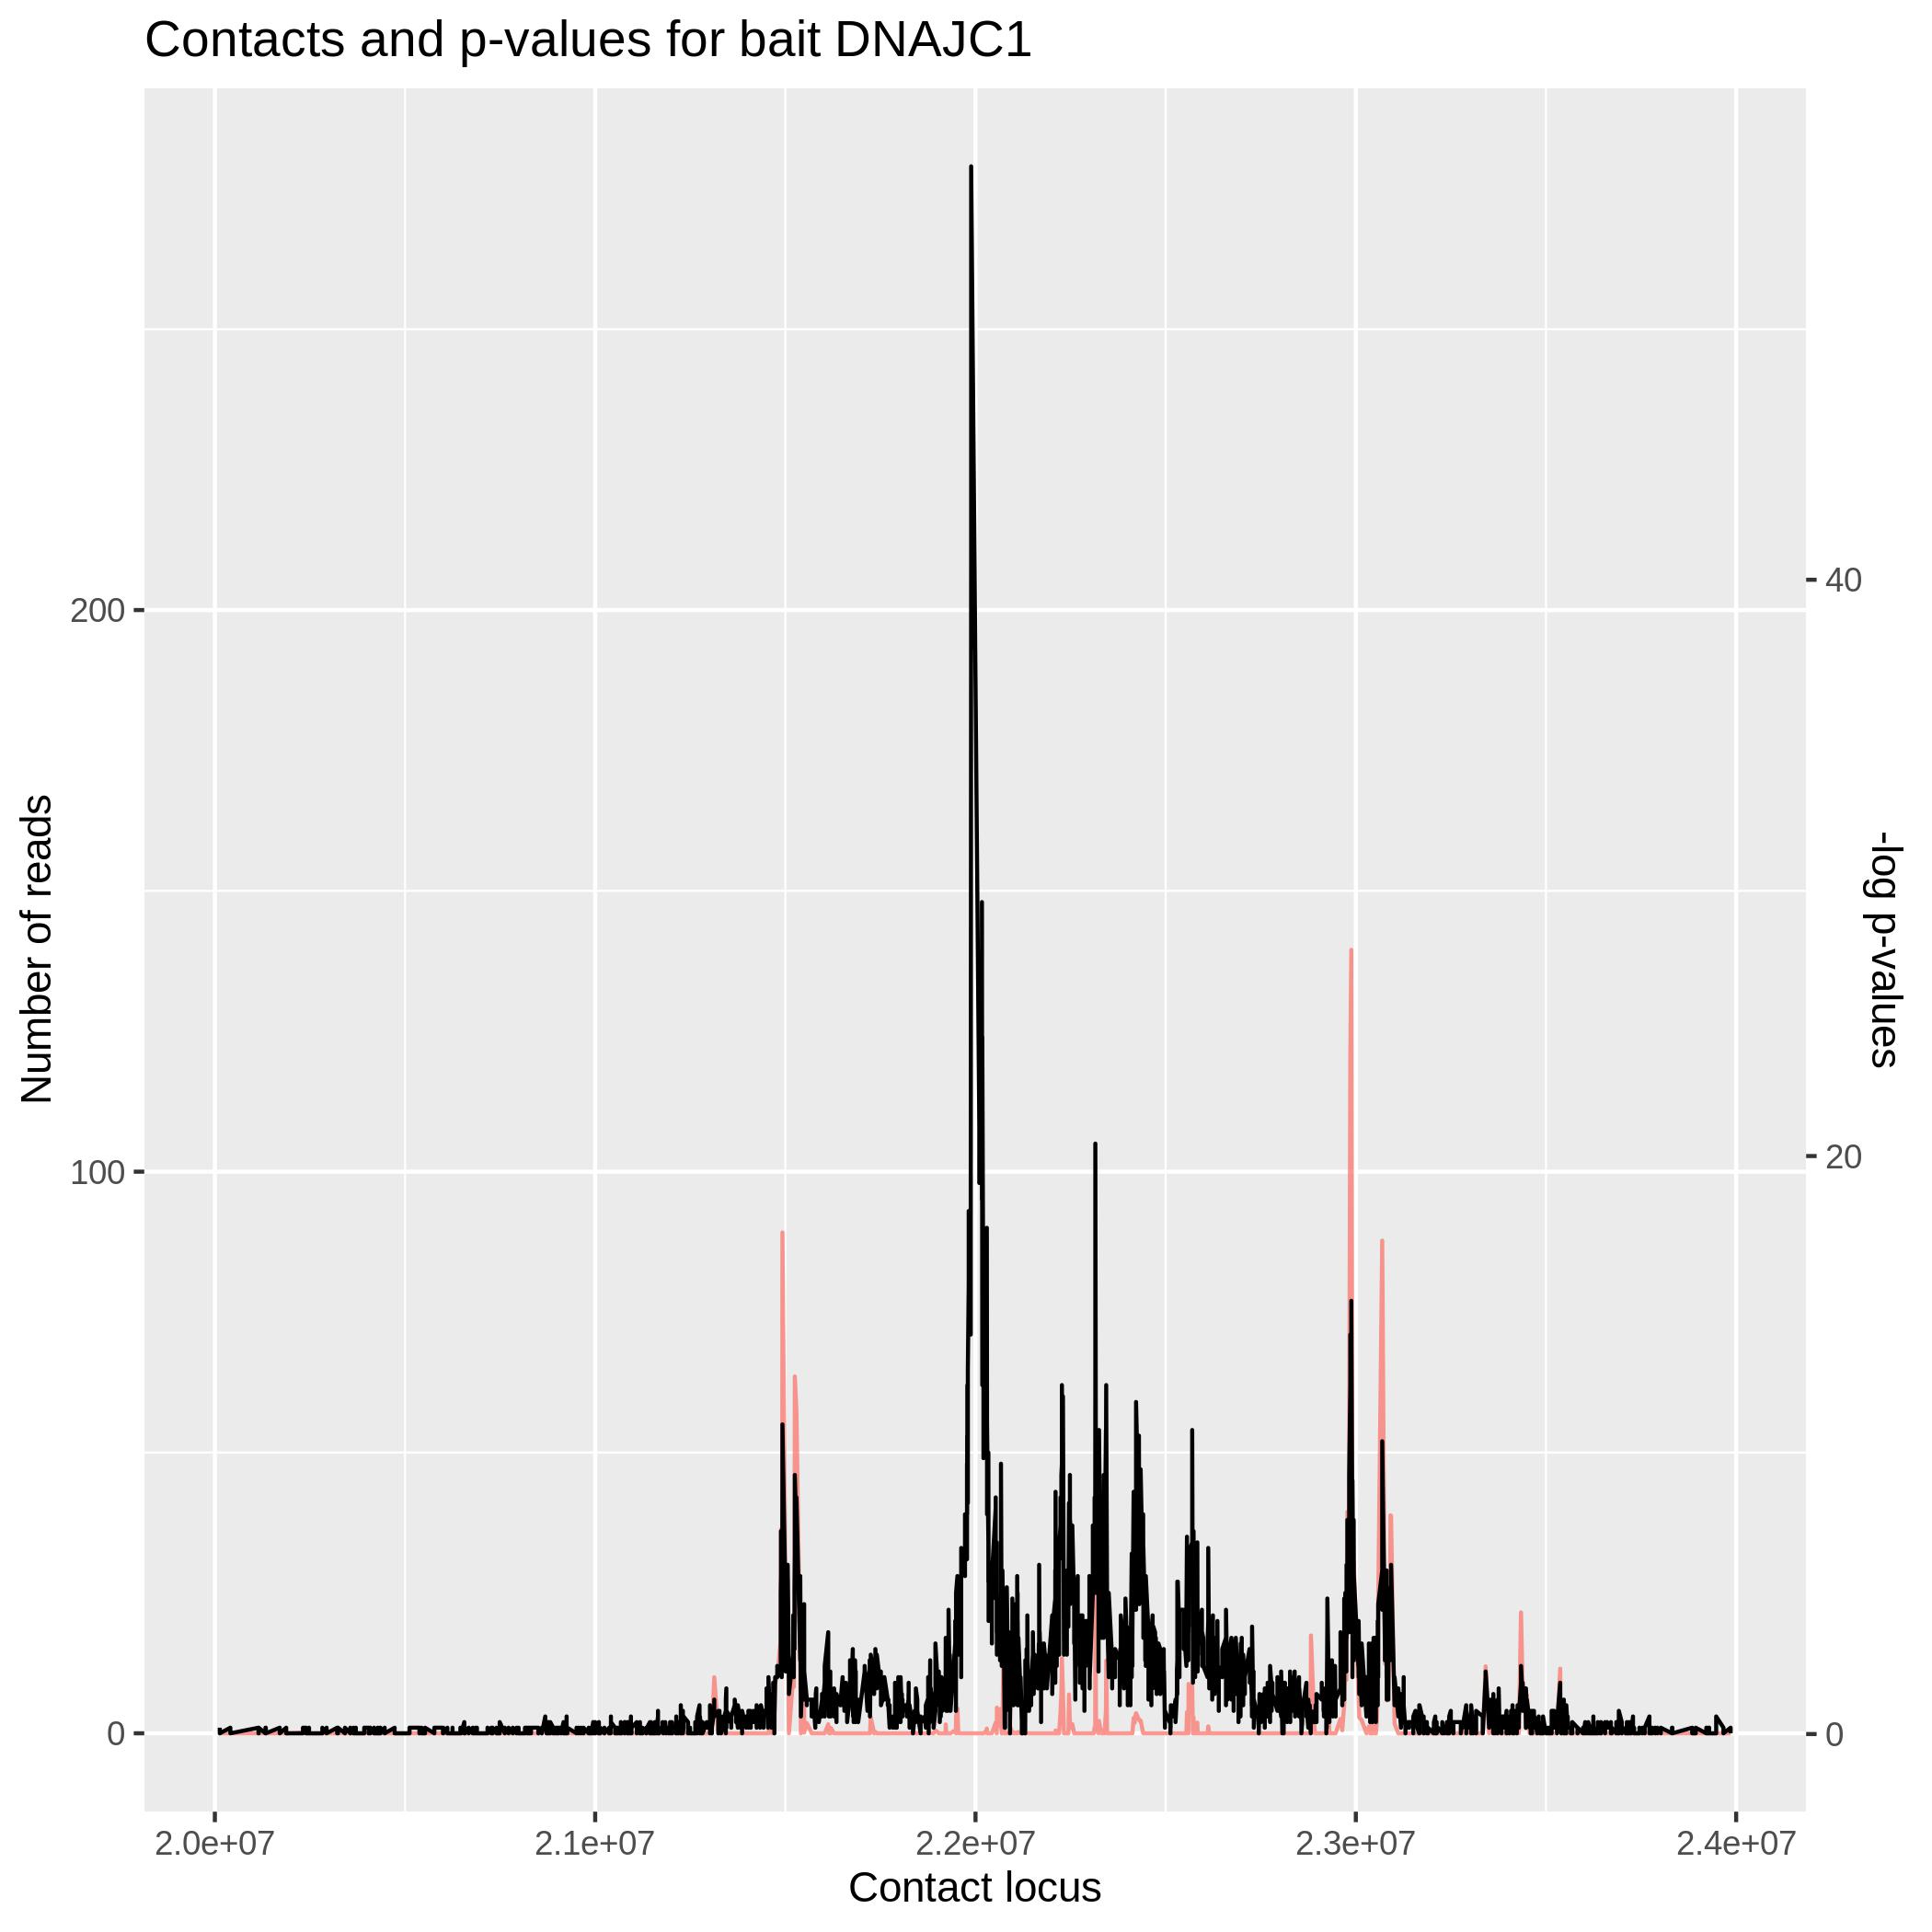 Contacts and p-values for bait DNAJC1
Number of reads
200
100
0
40
20
0
-log p-values
2.0e+07 2.1e+07 2.2e+07 2.3e+07 2.4e+07
Contact locus